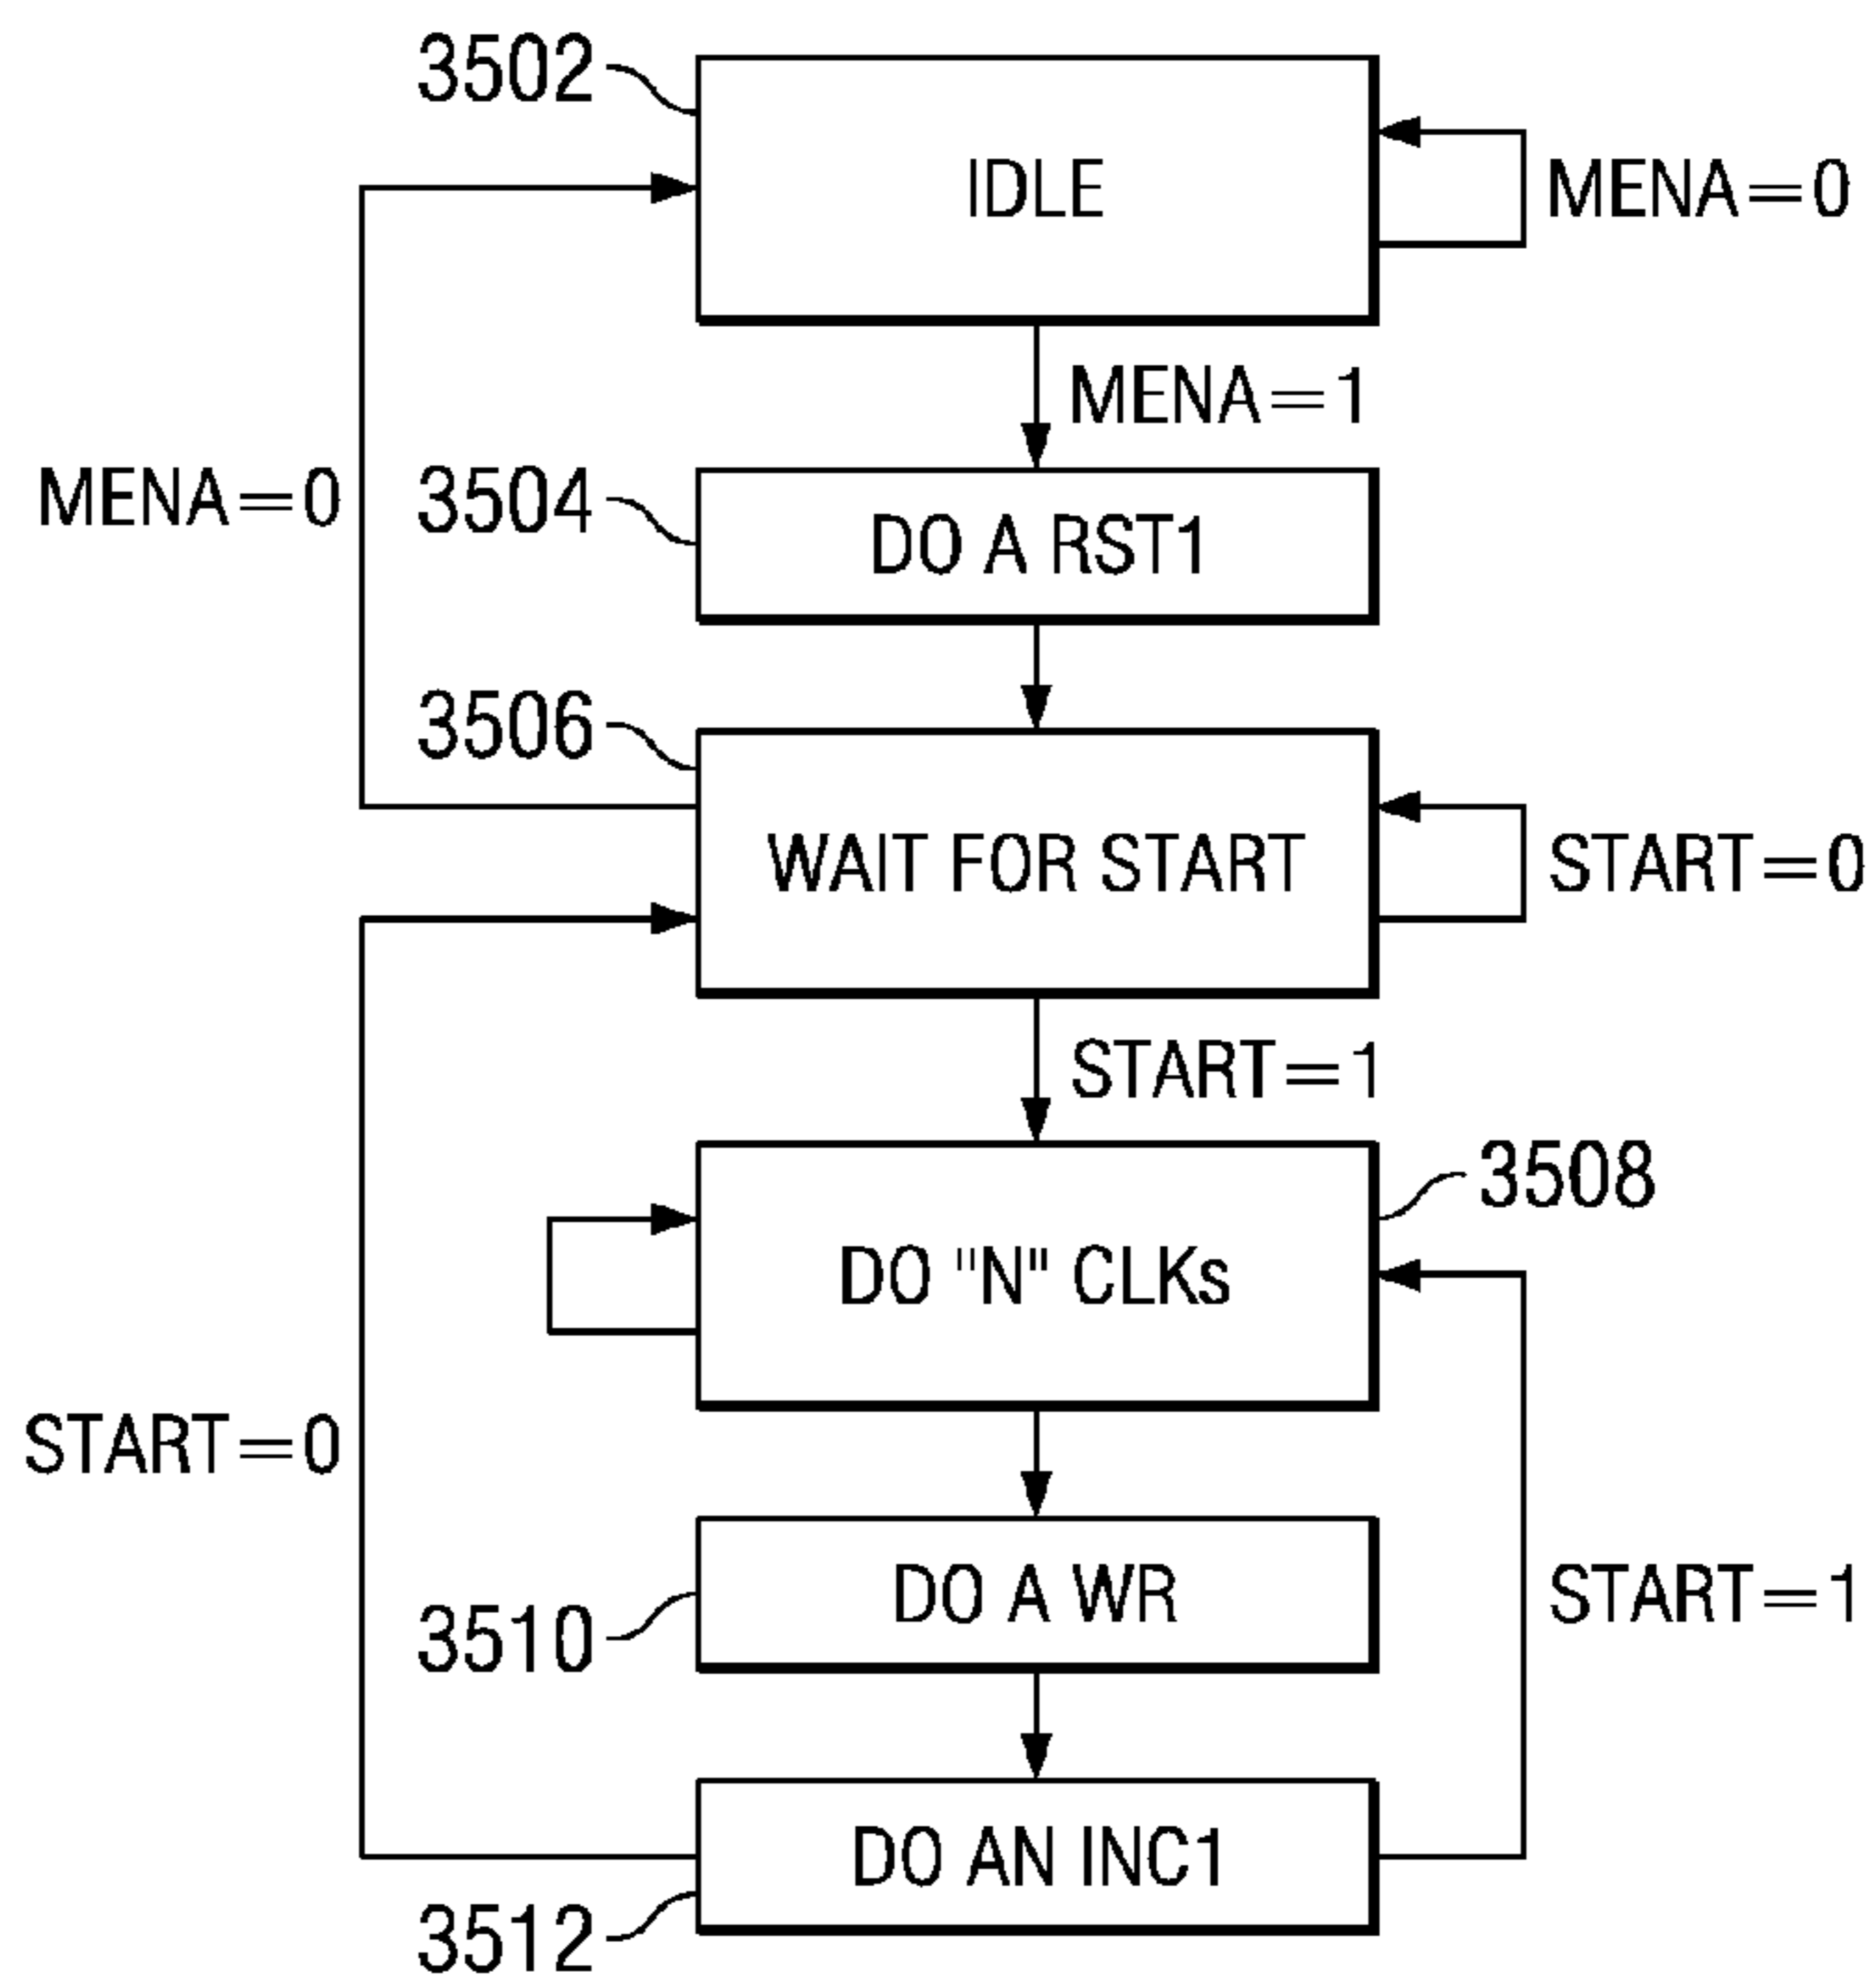 3502
IDLE
MENA=0
MENA=1
MENA=0
3504
DO A RST1
3506
WAIT FOR START
START=0
START=1
3508
DO "N" CLKs
START=0
DO A WR
START=1
3510
DO AN INC1
3512